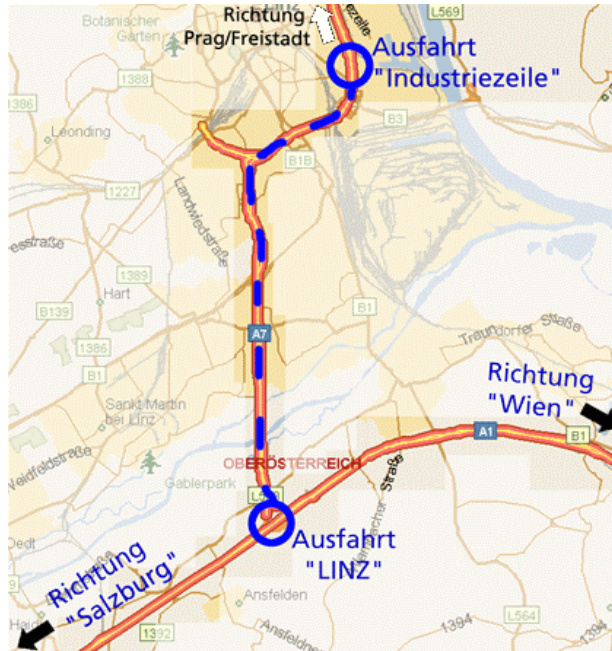 Botanischer
Garten
Richtung
Prag/Freistadt
L569
Ausfahrt
"Industriezeile"
1388
1386
Leonding
B3
B1B
1227
Landwiedstraße
1389
Hart
B139
1386
B1
B1
A7
Traundorfer Straße
Sankt Martin
bei Linz
Richtung
"Wien"
A1
B1
OBERÖSTERREICH
Straße
Gablerpark
Ausfahrt
"LINZ"
Richtung
"Salzburg"
Ansfelden
L564
1394
1394
1392